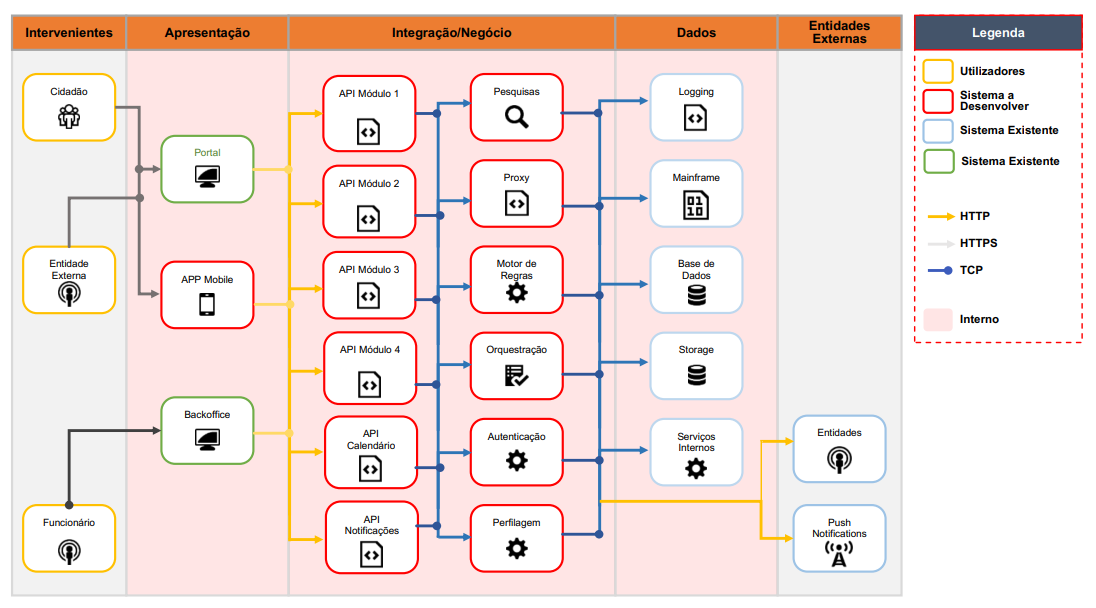 Intervenientes
Apresentação
Integração/Negócio
Dados
Entidades
Externas
Legenda
Cidadão
Entidade
Externa
Funcionário
Portal
APP Mobile
Backoffice
API Módulo 1
API Módulo 2
API Módulo 3
API Módulo 4
API
Calendário
API
Notificações
Pesquisas
Proxy
Motor de
Regras
Orquestração
Autenticação
Perfilagem
Logging
Mainframe
01
10
Base de
Dados
Storage
Serviços
Internos
Entidades
Push
Notifications
Utilizadores
Sistema a
Desenvolver
Sistema Existente
Sistema Existente
HTTP
HTTPS
TCP
Interno